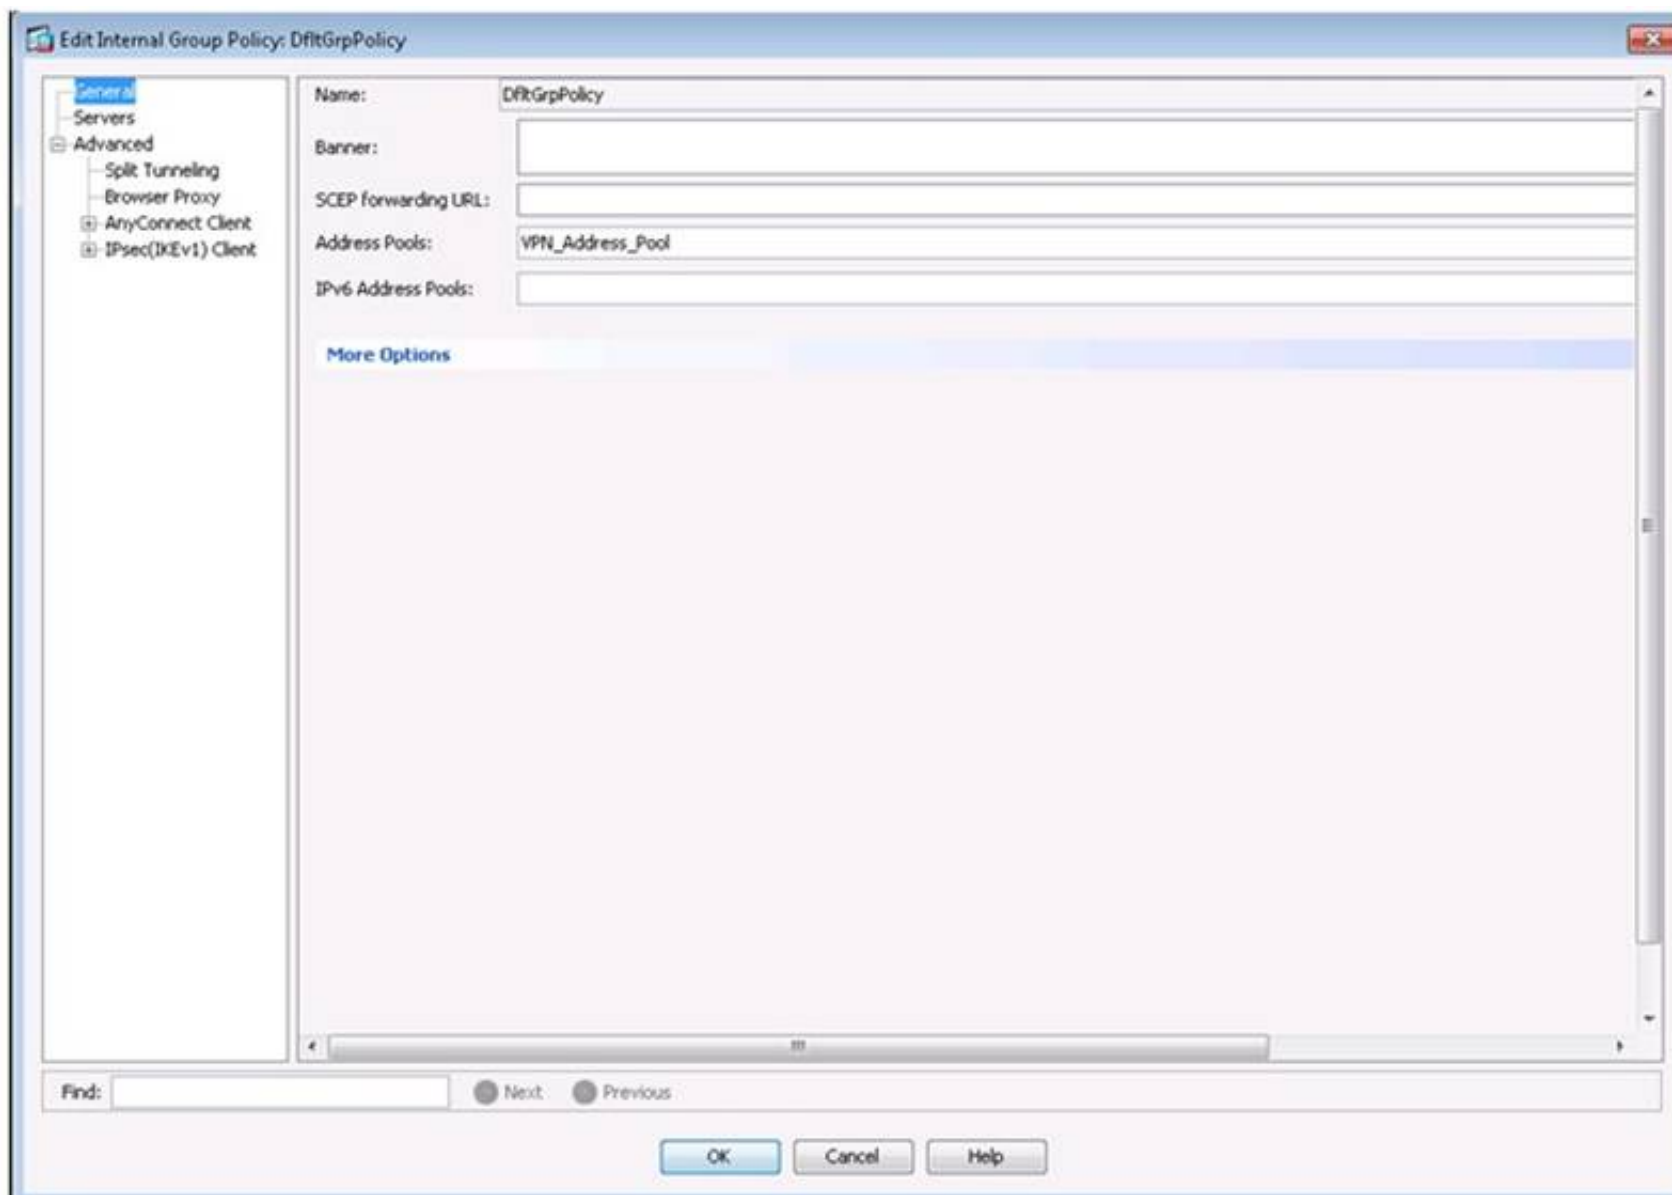 Edit Internal Group Policy: DfltGrpPolicy
General
Servers
Advanced
Split Tunneling
Browser Proxy
AnyConnect Client
IPsec(IKEv1) Client
Name: DfltGrpPolicy
Banner:
SCEP forwarding URL:
Address Pools: VPN_Address_Pool
IPv6 Address Pools:
More Options
Find: Next Previous
OK Cancel Help